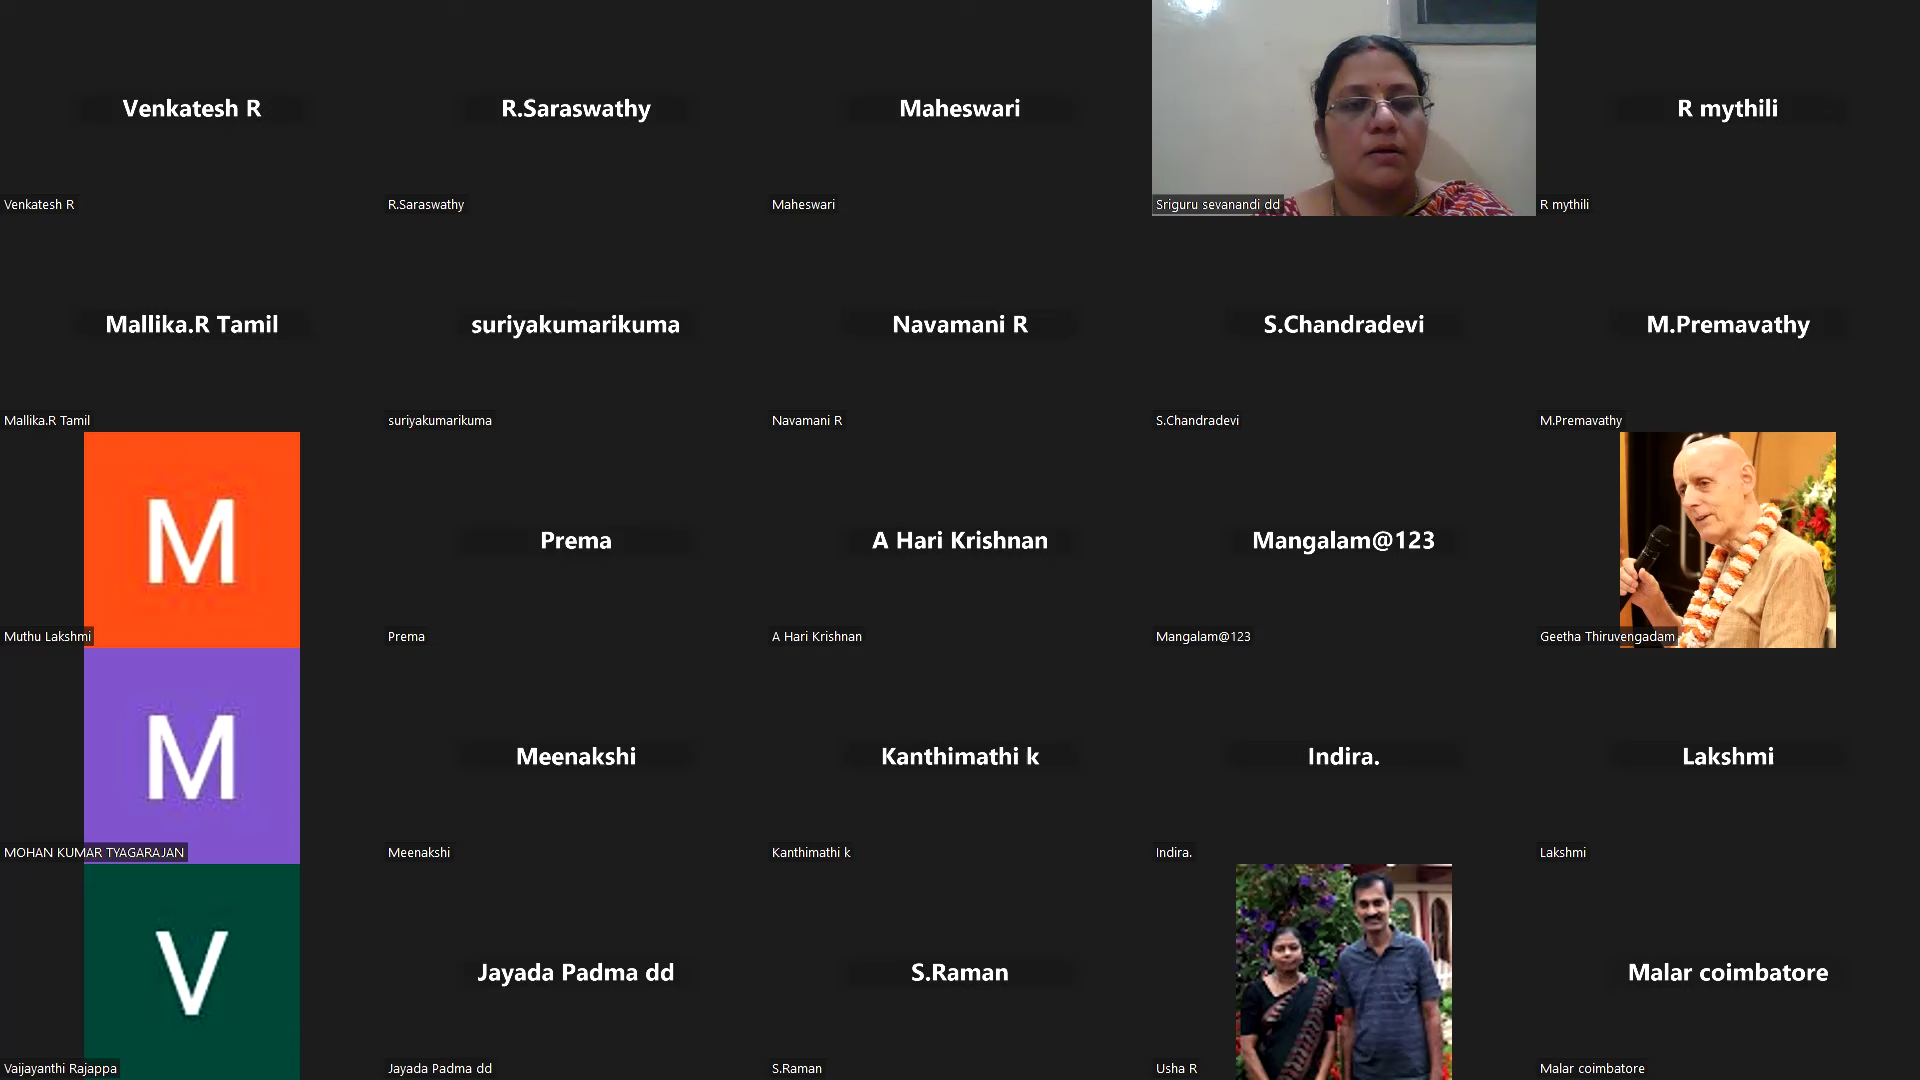 Venkatesh R
Venkatesh R
R.Saraswathy
R.Saraswathy
Maheswari
Maheswari
Sriguru sevanandi dd
R mythili
R mythili
Mallika.R Tamil
Mallika.R Tamil
suriyakumarikuma
suriyakumarikuma
Navamani R
Navamani R
S.Chandradevi
S.Chandradevi
M.Premavathy
M.Premavathy
M
Muthu Lakshmi
Prema
Prema
A Hari Krishnan
A Hari Krishnan
Mangalam@123
Mangalam@123
Geetha Thiruvengadam
M
MOHAN KUMAR TYAGARAJAN
Meenakshi
Meenakshi
Kanthimathi k
Kanthimathi k
Indira.
Indira.
Lakshmi
Lakshmi
V
Vaijayanthi Rajappa
Jayada Padma dd
Jayada Padma dd
S.Raman
S.Raman
Usha R
Malar coimbatore
Malar coimbatore